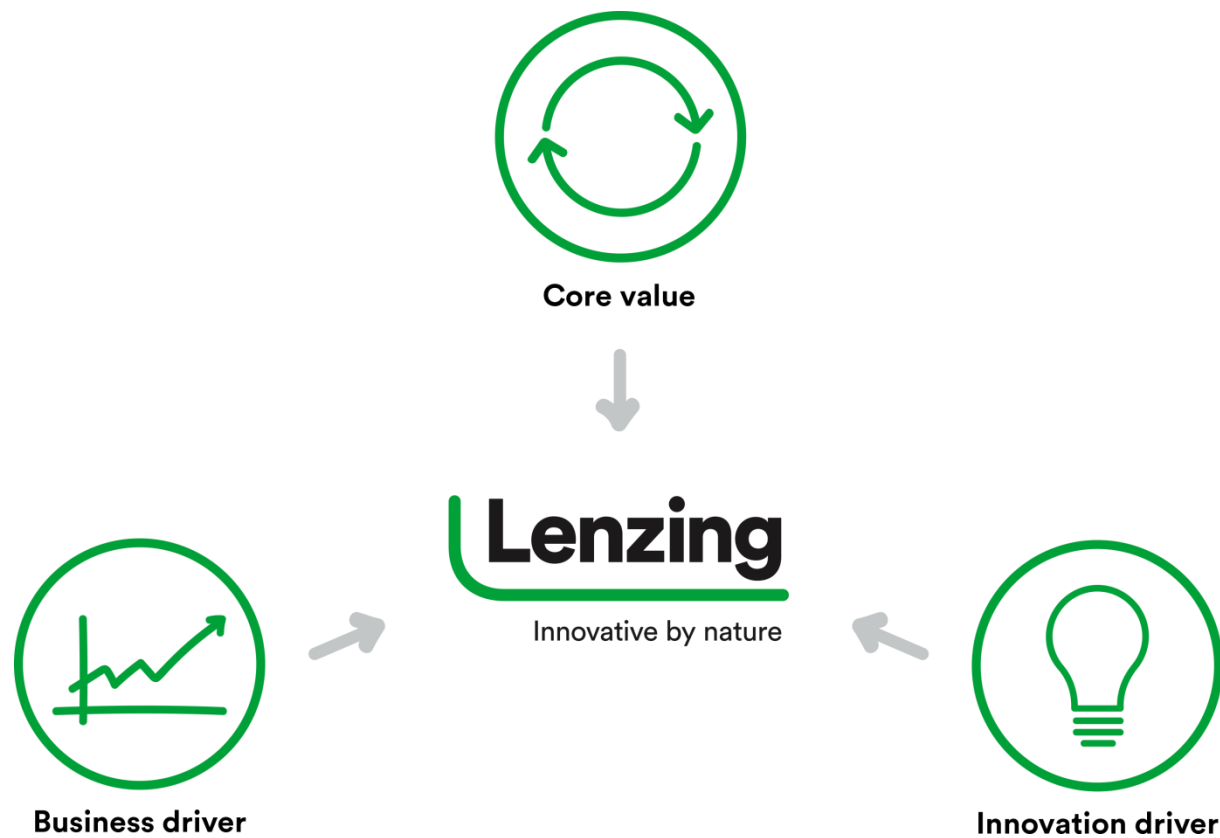 Core value
Lenzing
Innovative by nature
Business driver
Innovation driver